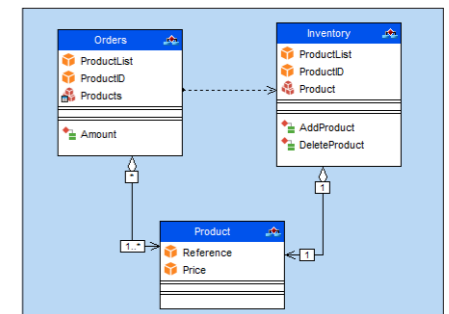 Orders
ProductList
ProductID
Products
Amount
Inventory
ProductList
ProductID
Product
AddProduct
DeleteProduct
*
1
1..*
1
Product
Reference
Price